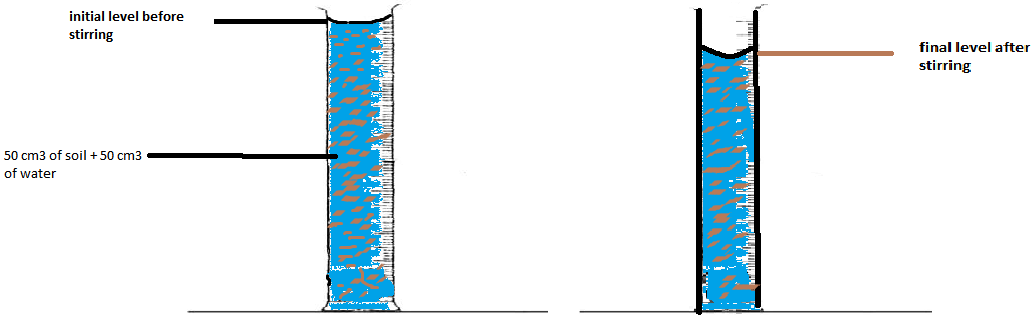 initial level before
stirring
final level after
stirring
50 cm3 of soil + 50 cm3
of water